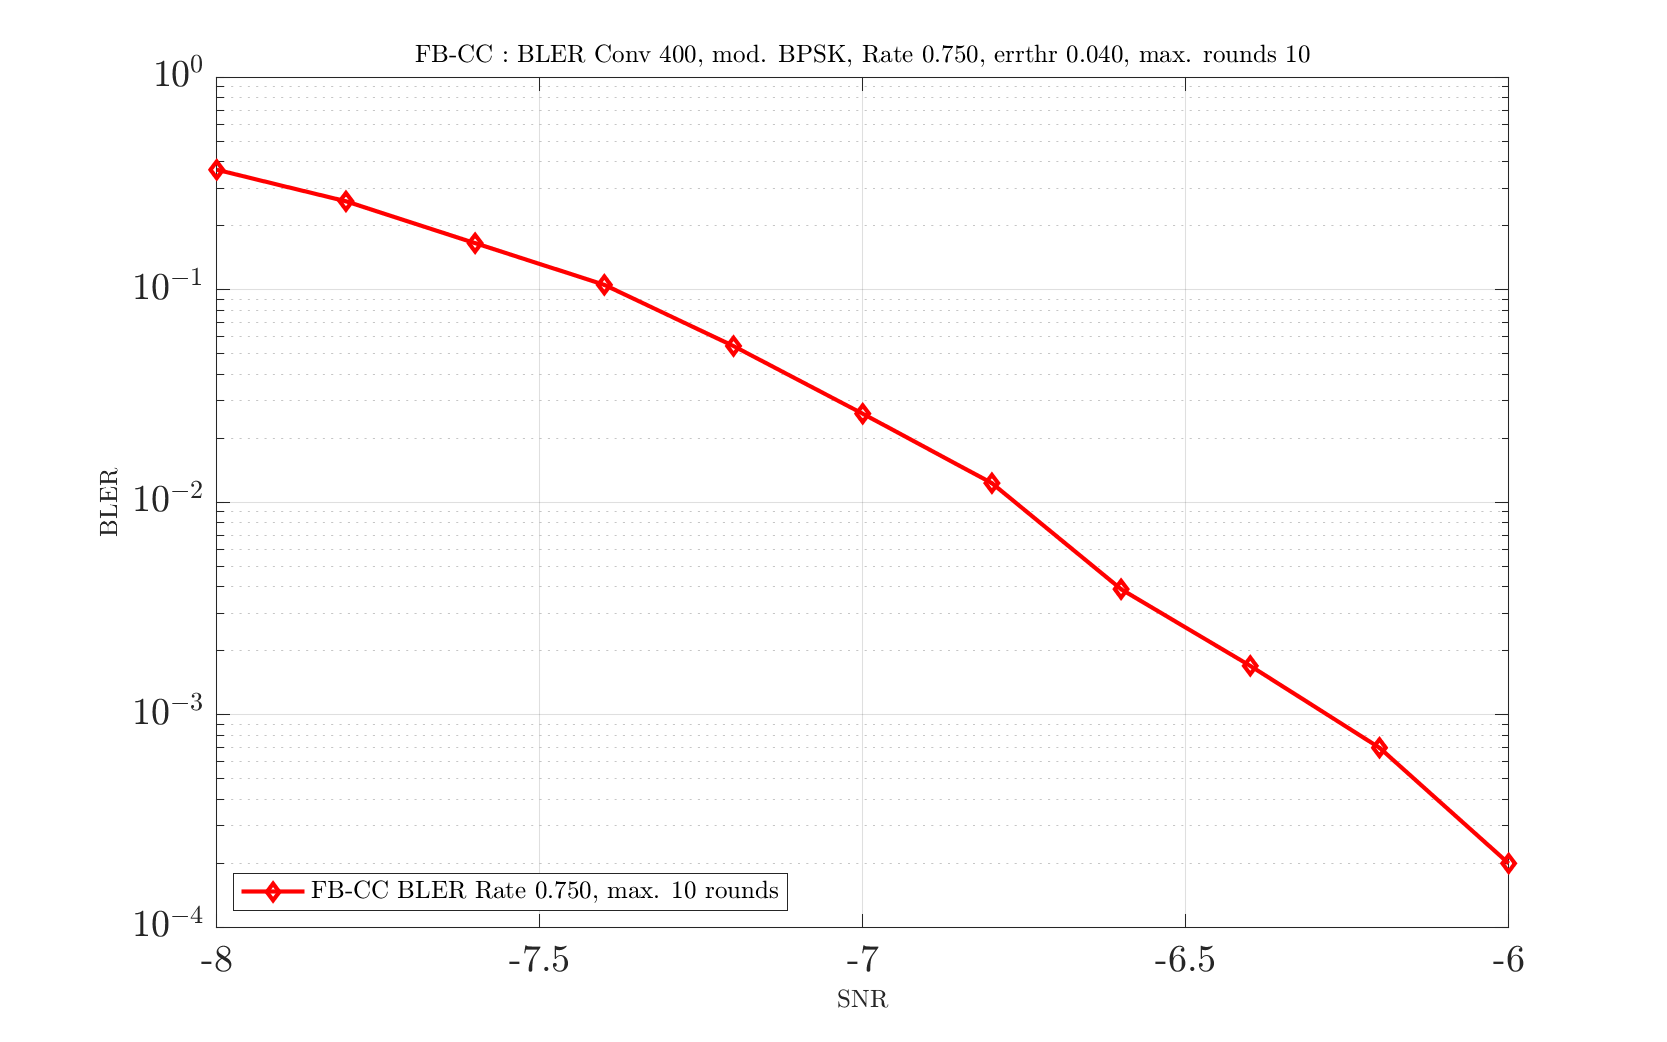 FB-CC : BLER Conv 400, mod. BPSK, Rate 0.750, errthr 0.040, max. rounds 10
10⁰
10⁻¹
10⁻²
10⁻³
10⁻⁴
BLER
FB-CC BLER Rate 0.750, max. 10 rounds
-8 -7.5 -7 -6.5 -6
SNR